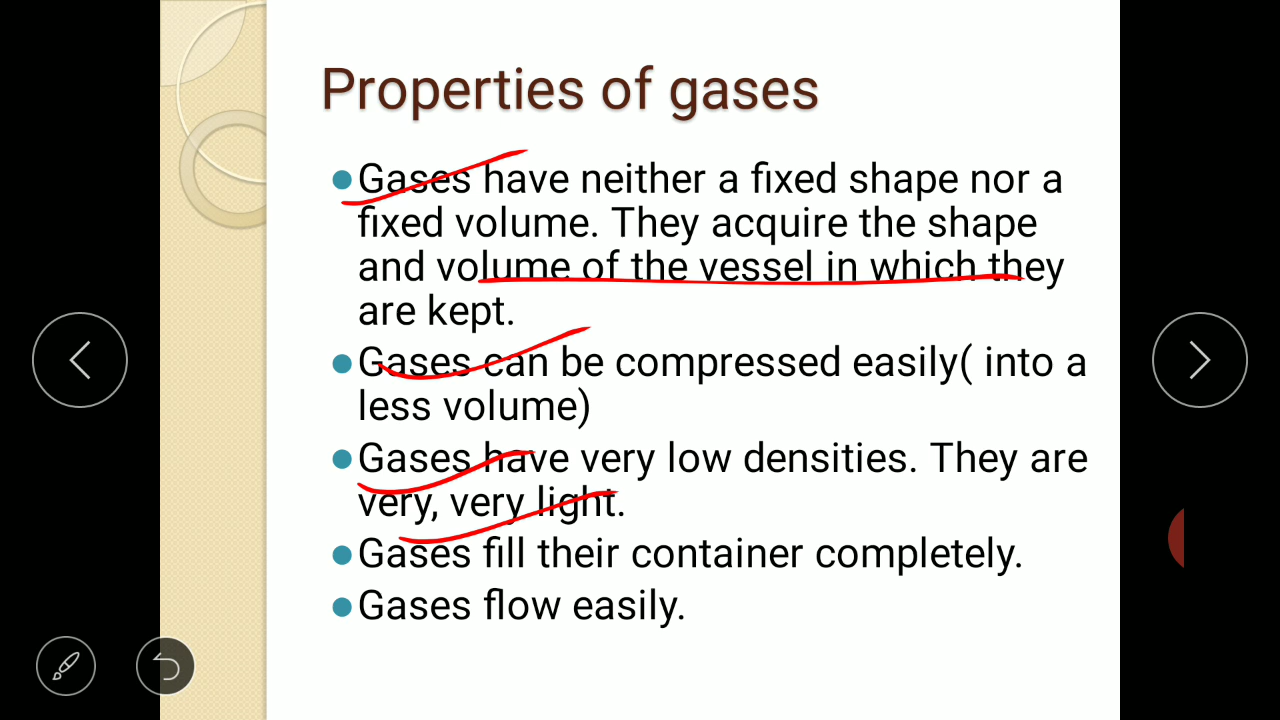 Properties of gases
●Gases have neither a fixed shape nor a
fixed volume. They acquire the shape
and volume of the vessel in which they
are kept.
●Gases can be compressed easily( into a
less volume)
●Gases have very low densities. They are
very, very light.
●Gases fill their container completely.
●Gases flow easily.